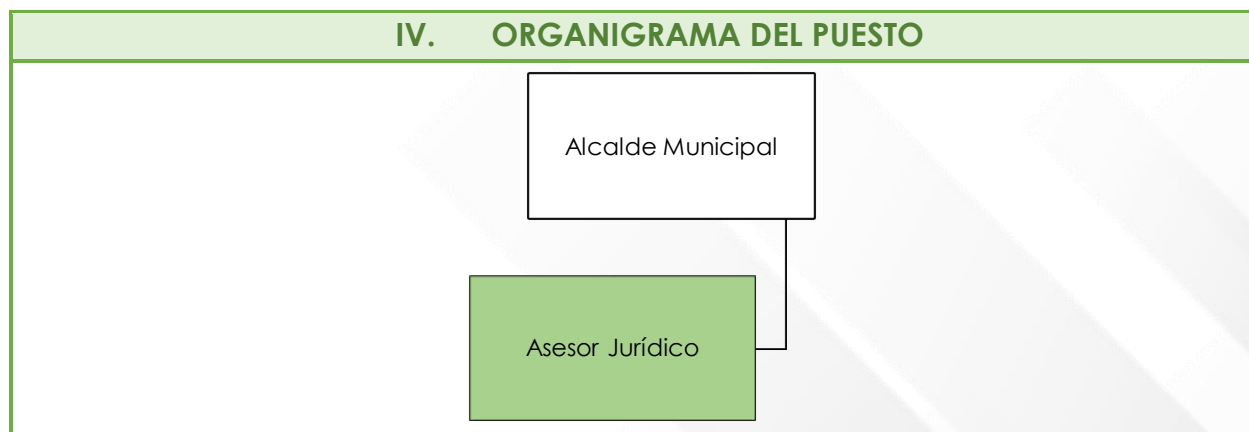 IV. ORGANIGRAMA DEL PUESTO
Alcalde Municipal
Asesor Jurídico